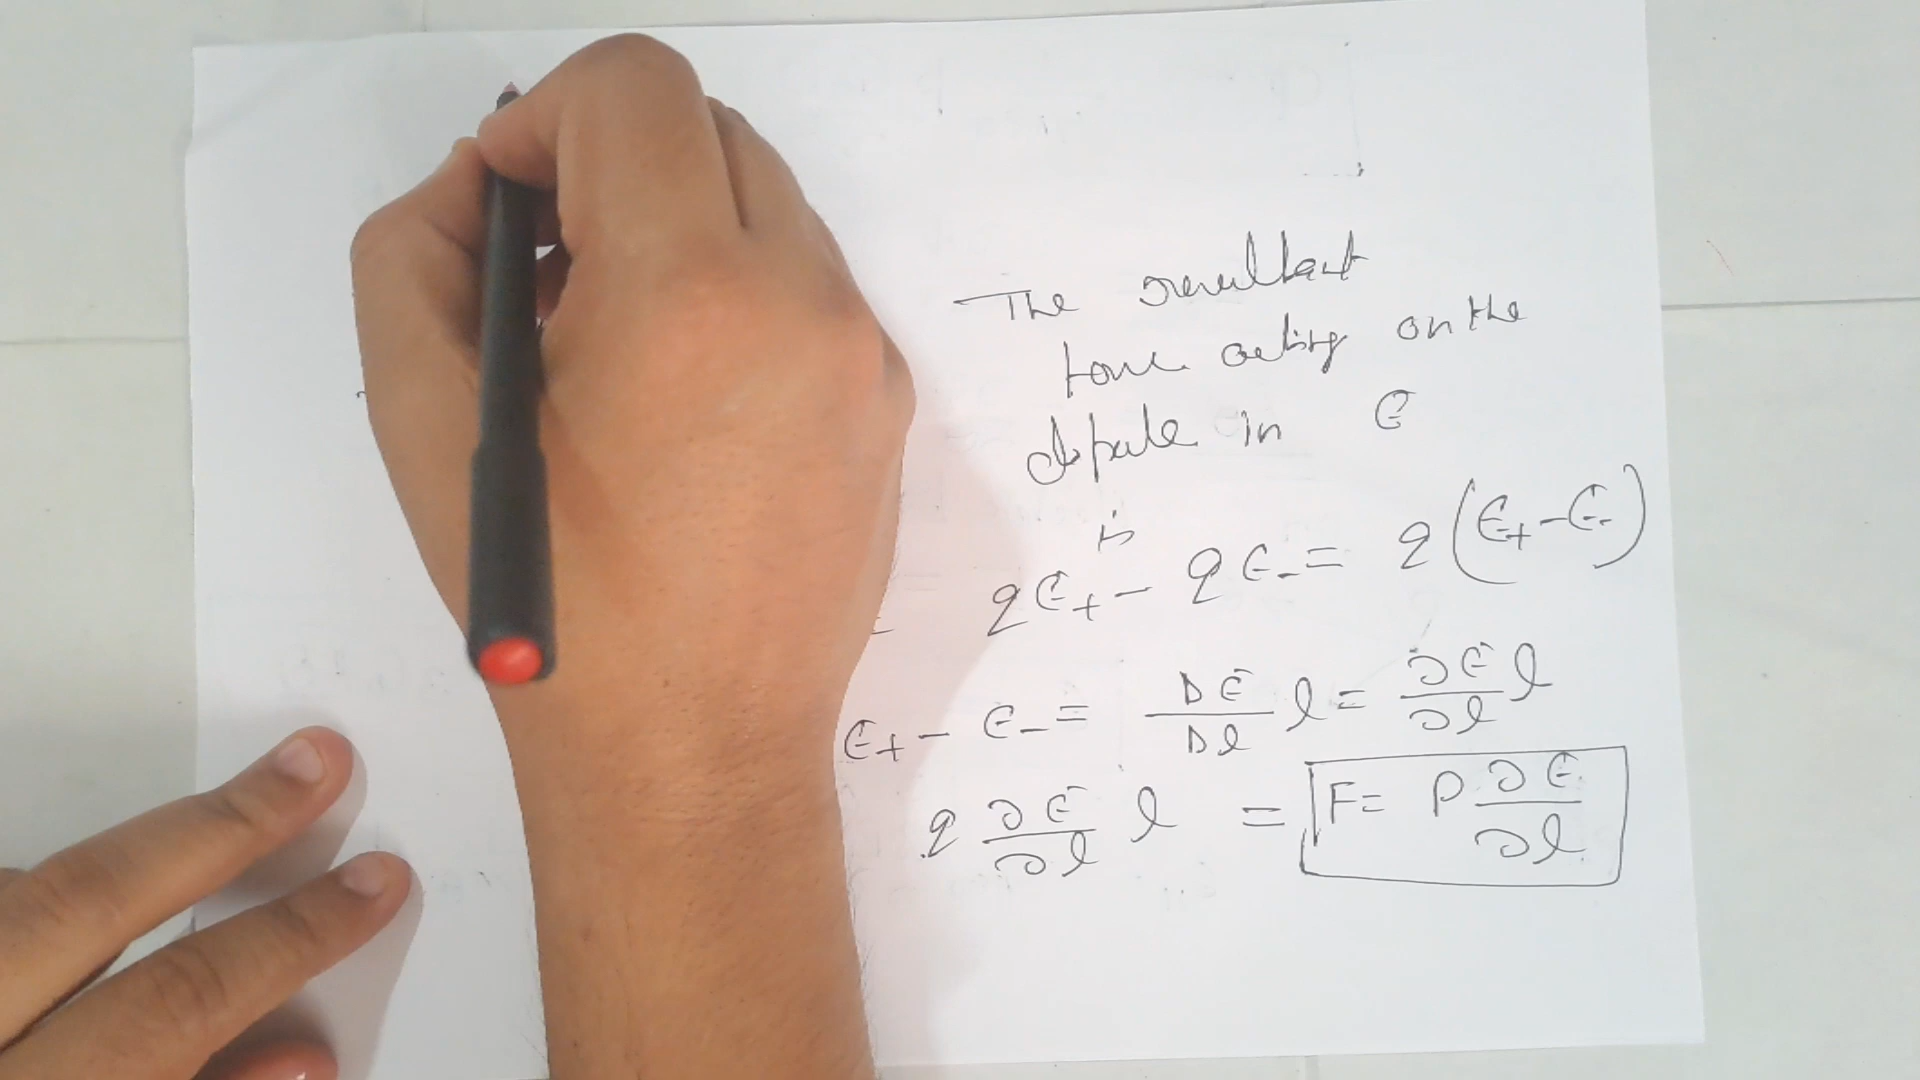 The resultant
force acting on the
dipole in E
is
qE₊ - qE₋ = q(E₊ - E₋)
E₊ - E₋ = ΔE/Δl l = ∂E/∂l l
q ∂E/∂l l = F = P ∂E/∂l